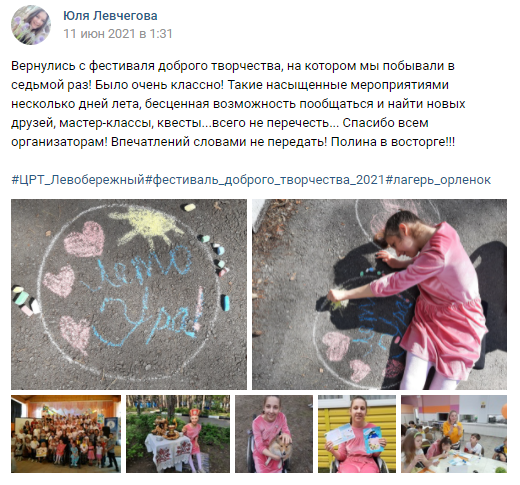 Юля Левчегова
11 июн 2021 в 1:31
Вернулись с фестиваля доброго творчества, на котором мы побывали в
седьмой раз! Было очень классно! Такие насыщенные мероприятиями
несколько дней лета, бесценная возможность пообщаться и найти новых
друзей, мастер-классы, квесты...всего не перечесть... Спасибо всем
организаторам! Впечатлений словами не передать! Полина в восторге!!!
#ЦРТ_Левобережный#фестиваль_доброго_творчества_2021#лагерь_орленок
Лето
Ура!
Лето
Ура